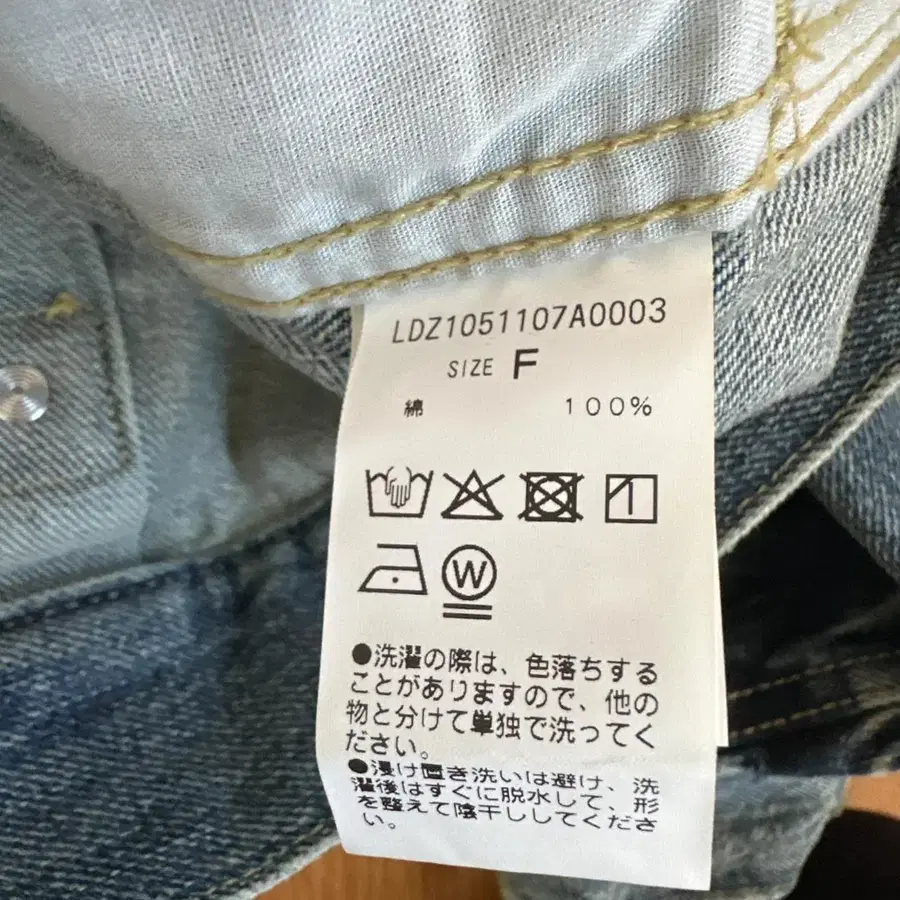 LDZ1051107A0003
SIZE F
綿 100%
W
●洗濯の際は、色落ちする
ことがありますので、他の
物と分けて単独で洗ってく
ださい。
●浸け置き洗いは避け、洗
濯後はすぐに脱水して、形
を整えて陰干ししてくださ
い。